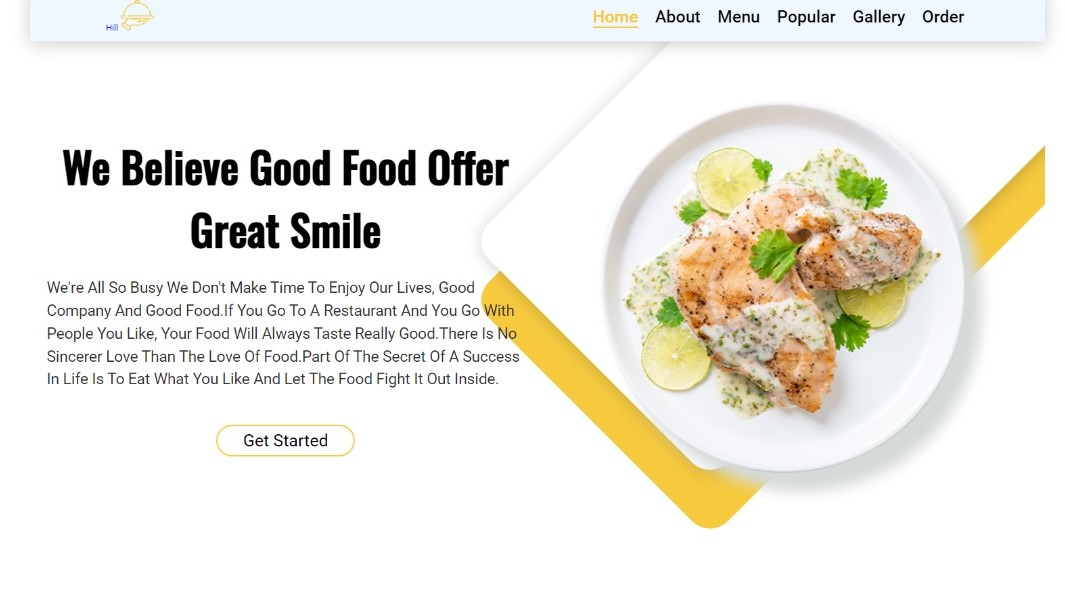 Hill
Home About Menu Popular Gallery Order
We Believe Good Food Offer
Great Smile
We're All So Busy We Don't Make Time To Enjoy Our Lives, Good
Company And Good Food.If You Go To A Restaurant And You Go With
People You Like, Your Food Will Always Taste Really Good.There Is No
Sincerer Love Than The Love Of Food.Part Of The Secret Of A Success
In Life Is To Eat What You Like And Let The Food Fight It Out Inside.
Get Started